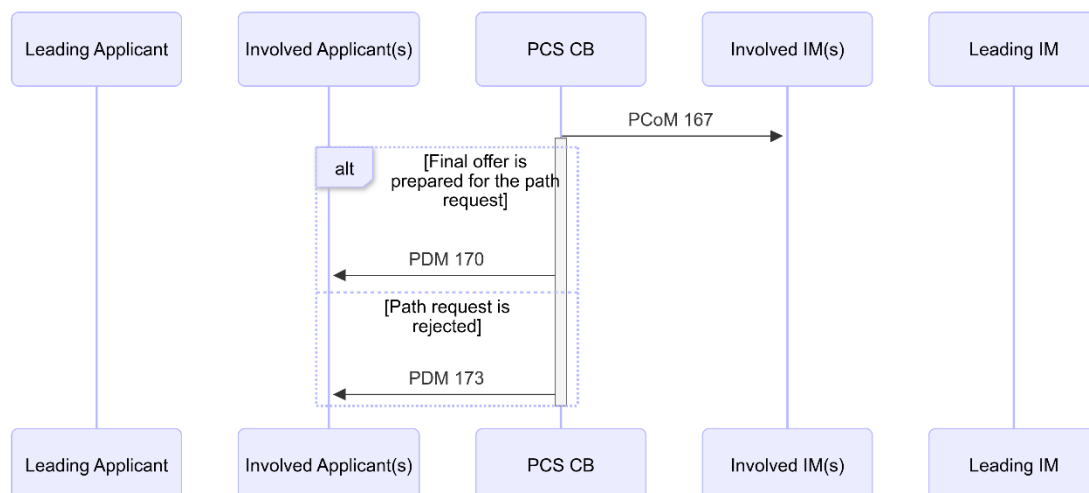 Leading Applicant
Involved Applicant(s)
PCS CB
Involved IM(s)
Leading IM
PCoM 167
alt
[Final offer is
prepared for the path
request]
PDM 170
[Path request is
rejected]
PDM 173
Leading Applicant
Involved Applicant(s)
PCS CB
Involved IM(s)
Leading IM